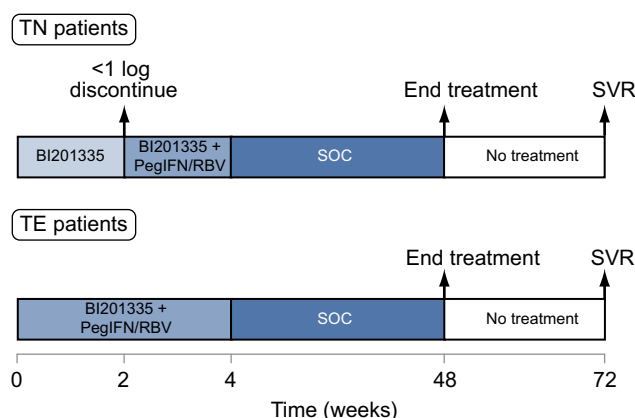 TN patients
<1 log
discontinue
End treatment
SVR
BI201335
BI201335 +
PegIFN/RBV
SOC
No treatment
TE patients
End treatment
SVR
BI201335 +
PegIFN/RBV
SOC
No treatment
0
2
4
48
72
Time (weeks)